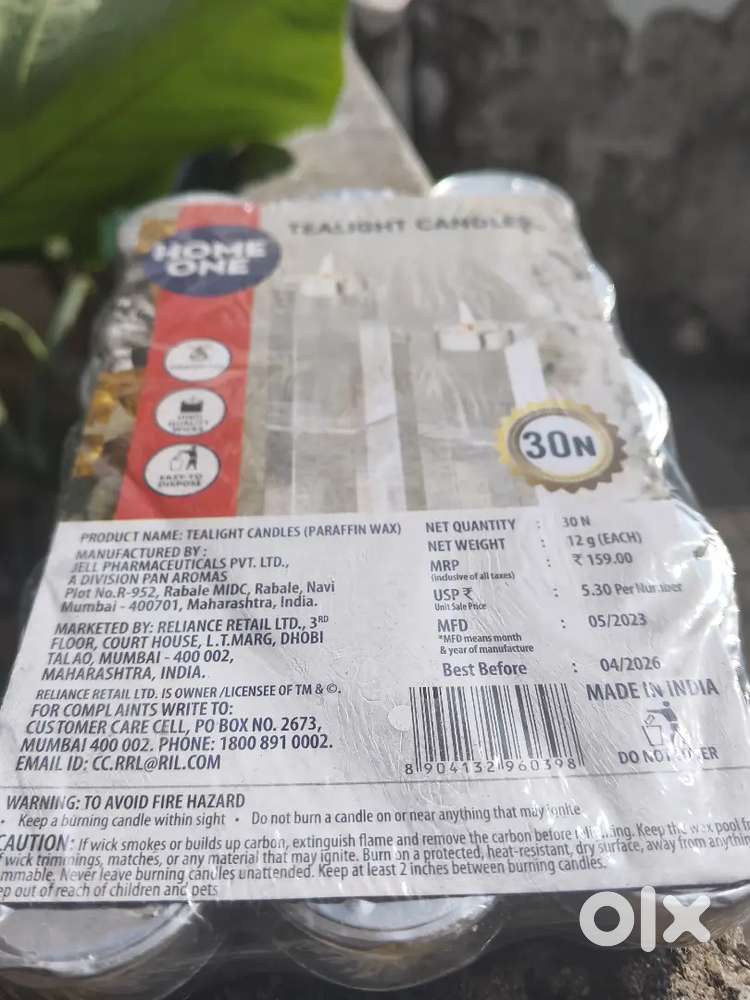 TEALIGHT CANDLES
HOME
ONE
HIGH
QUALITY
WICKS
EASY-TO
DISPOSE
30N
PRODUCT NAME: TEALIGHT CANDLES (PARAFFIN WAX)
MANUFACTURED BY :
JELL PHARMACEUTICALS PVT. LTD.,
A DIVISION PAN AROMAS
Plot No.R-952, Rabale MIDC, Rabale, Navi
Mumbai - 400701, Maharashtra, India.
MARKETED BY: RELIANCE RETAIL LTD., 3RD
FLOOR, COURT HOUSE, L.T.MARG, DHOBI
TALAO, MUMBAI - 400 002,
MAHARASHTRA, INDIA.
RELIANCE RETAIL LTD. IS OWNER /LICENSEE OF TM & ©.
FOR COMPLAINTS WRITE TO:
CUSTOMER CARE CELL, PO BOX NO. 2673,
MUMBAI 400 002. PHONE: 1800 891 0002.
EMAIL ID: CC.RRL@RIL.COM
NET QUANTITY : 30 N
NET WEIGHT : 12 g (EACH)
MRP : ₹ 159.00
(inclusive of all taxes)
USP ₹ : 5.30 Per Number
Unit Sale Price
MFD : 05/2023
*MFD means month
& year of manufacture
Best Before : 04/2026
MADE IN INDIA
8 904132 960398
DO NOT
WARNING: TO AVOID FIRE HAZARD
• Keep a burning candle within sight • Do not burn a candle on or near anything that may ignite
CAUTION: If wick smokes or builds up carbon, extinguish flame and remove the carbon before Keep the wax pool
wick trimmings, matches, or any material that may ignite. Burn on a protected, heat-resistant, dry surface, away from anything
Never leave burning candles unattended. Keep at least 2 inches between burning candles.
out of reach of children and pets
olx